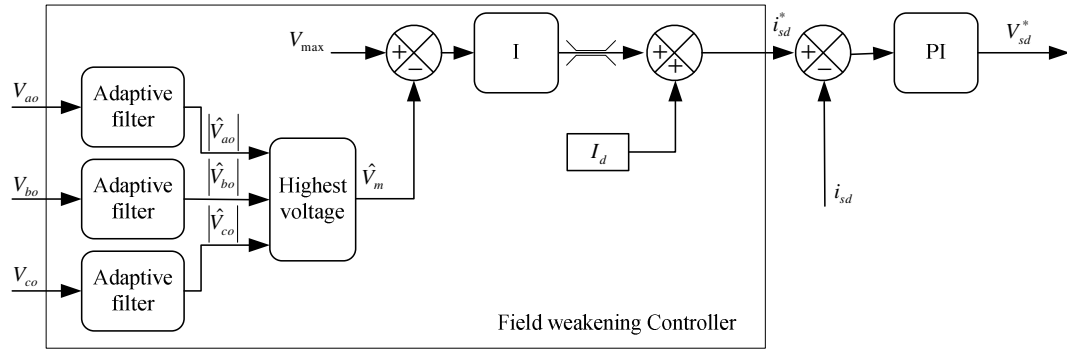 V_max
+
−
I
+
+
i*_sd
+
−
PI
V*_sd
V_ao
Adaptive
filter
|V̂_ao|
I_d
V_bo
Adaptive
filter
|V̂_bo|
Highest
voltage
V̂_m
i_sd
|V̂_co|
V_co
Adaptive
filter
Field weakening Controller